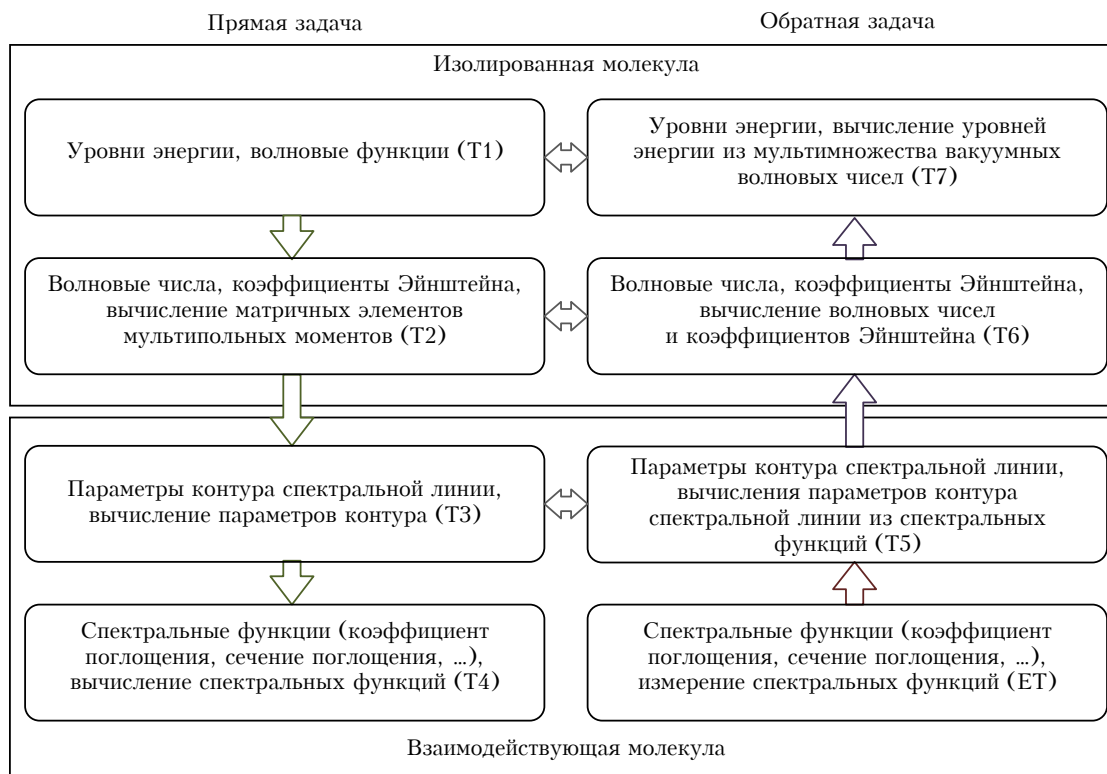 Прямая задача
Обратная задача
Изолированная молекула
Уровни энергии, волновые функции (T1)
Уровни энергии, вычисление уровней
энергии из мультимножества вакуумных
волновых чисел (T7)
Волновые числа, коэффициенты Эйнштейна,
вычисление матричных элементов
мультипольных моментов (T2)
Волновые числа, коэффициенты Эйнштейна,
вычисление волновых чисел
и коэффициентов Эйнштейна (T6)
Параметры контура спектральной линии,
вычисление параметров контура (T3)
Параметры контура спектральной линии,
вычисления параметров контура
спектральной линии из спектральных
функций (T5)
Спектральные функции (коэффициент
поглощения, сечение поглощения, ...),
вычисление спектральных функций (T4)
Спектральные функции (коэффициент
поглощения, сечение поглощения, ...),
измерение спектральных функций (ET)
Взаимодействующая молекула